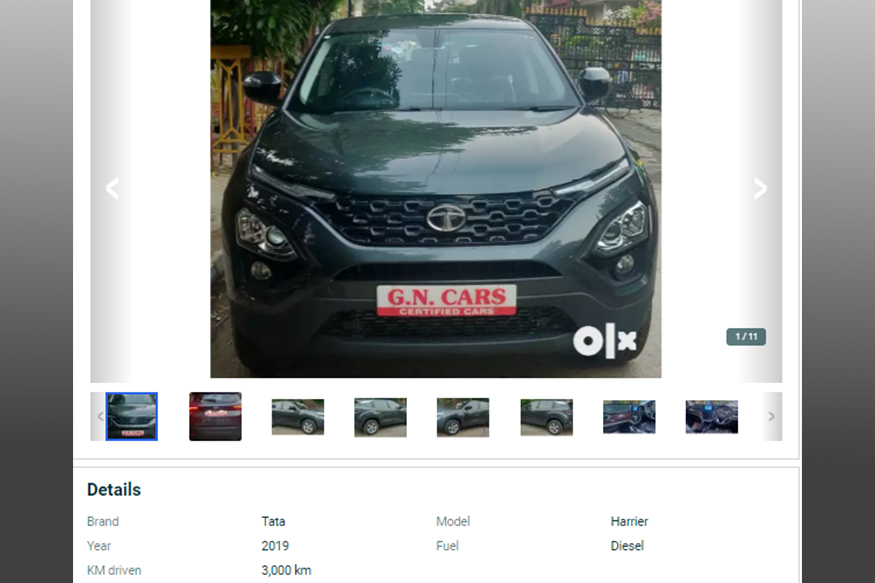 G.N. CARS
CERTIFIED CARS
olx
1 / 11
Details
Brand Tata Model Harrier
Year 2019 Fuel Diesel
KM driven 3,000 km